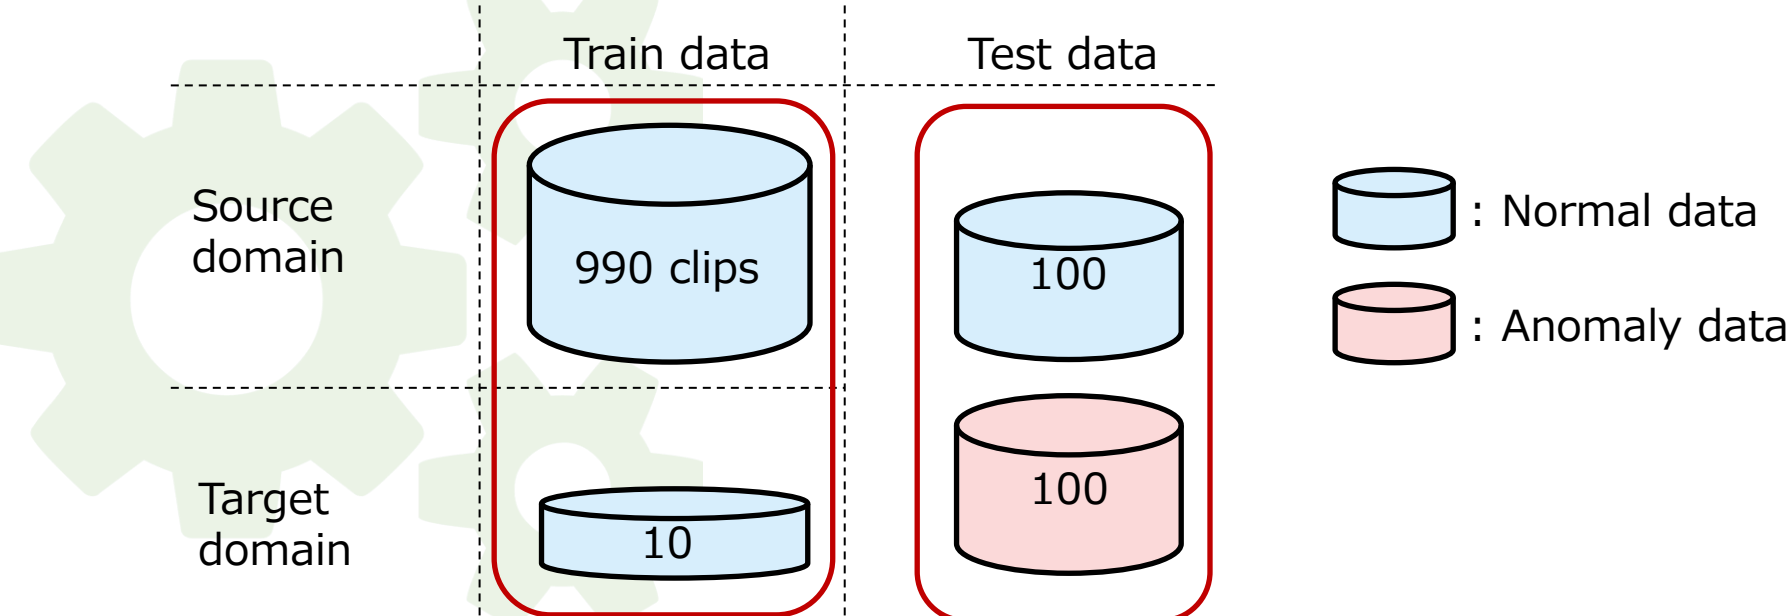 Train data
Test data
Source
domain
990 clips
100
: Normal data
: Anomaly data
Target
domain
10
100